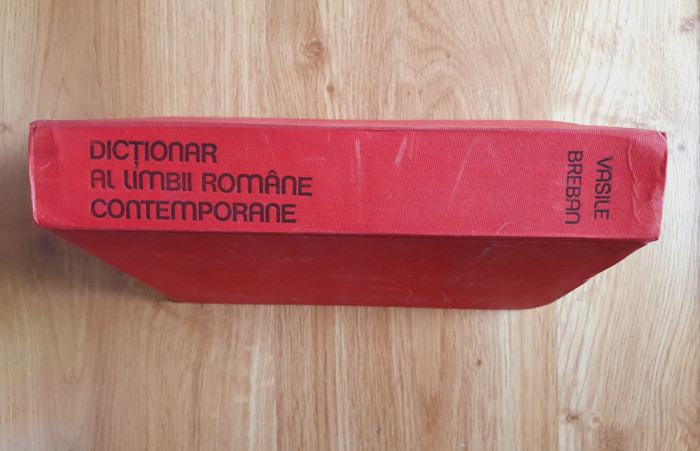 DICȚIONAR
AL LIMBII ROMÂNE
CONTEMPORANE
VASILE
BREBAN